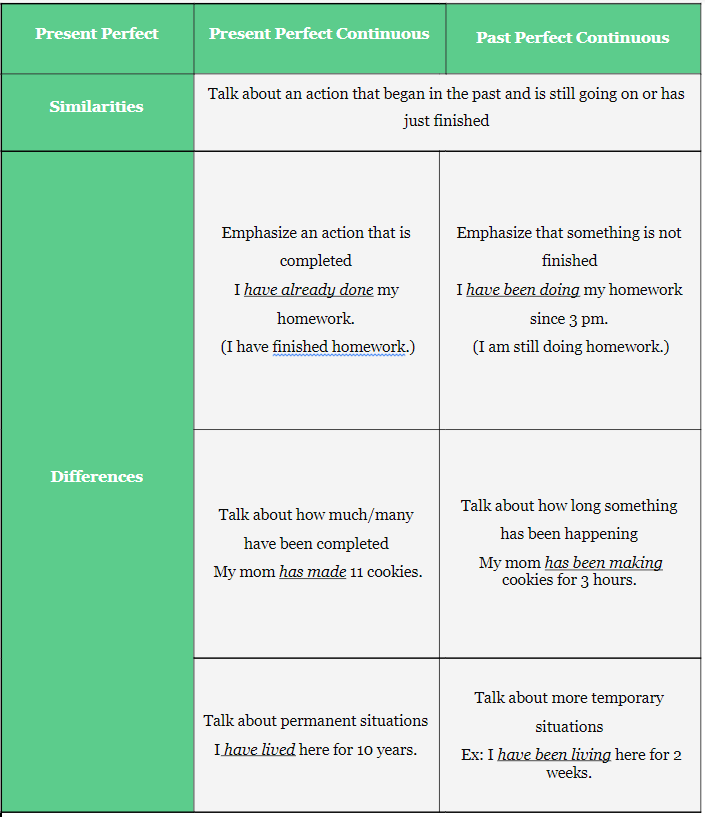 Present Perfect
Present Perfect Continuous
Past Perfect Continuous
Similarities
Talk about an action that began in the past and is still going on or has
just finished
Differences
Emphasize an action that is
completed
I have already done my
homework.
(I have finished homework.)
Emphasize that something is not
finished
I have been doing my homework
since 3 pm.
(I am still doing homework.)
Talk about how much/many
have been completed
My mom has made 11 cookies.
Talk about how long something
has been happening
My mom has been making
cookies for 3 hours.
Talk about permanent situations
I have lived here for 10 years.
Talk about more temporary
situations
Ex: I have been living here for 2
weeks.